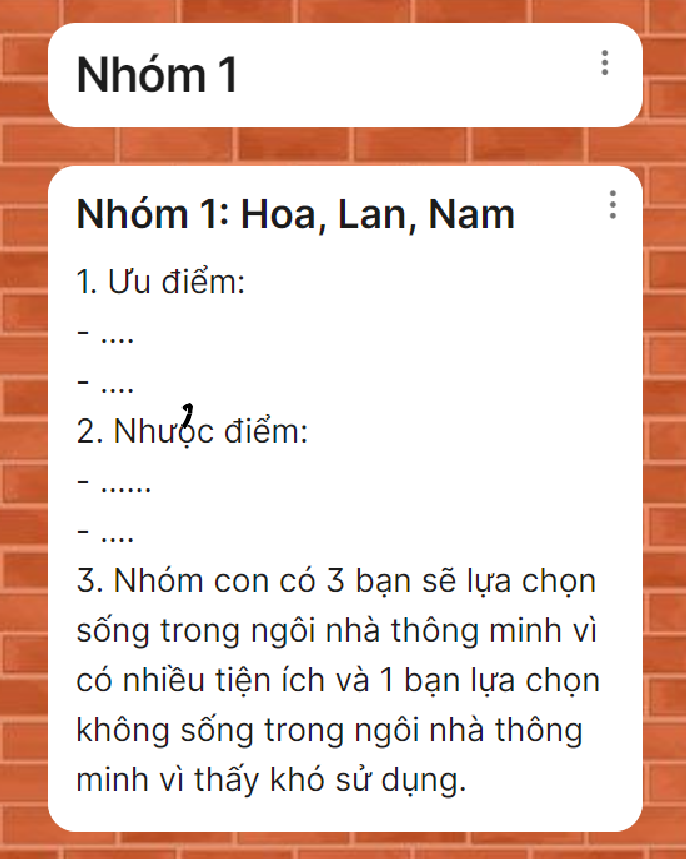 Nhóm 1
Nhóm 1: Hoa, Lan, Nam
1. Ưu điểm:
- ....
- ....
2. Nhược điểm:
- ......
- ....
3. Nhóm con có 3 bạn sẽ lựa chọn
sống trong ngôi nhà thông minh vì
có nhiều tiện ích và 1 bạn lựa chọn
không sống trong ngôi nhà thông
minh vì thấy khó sử dụng.